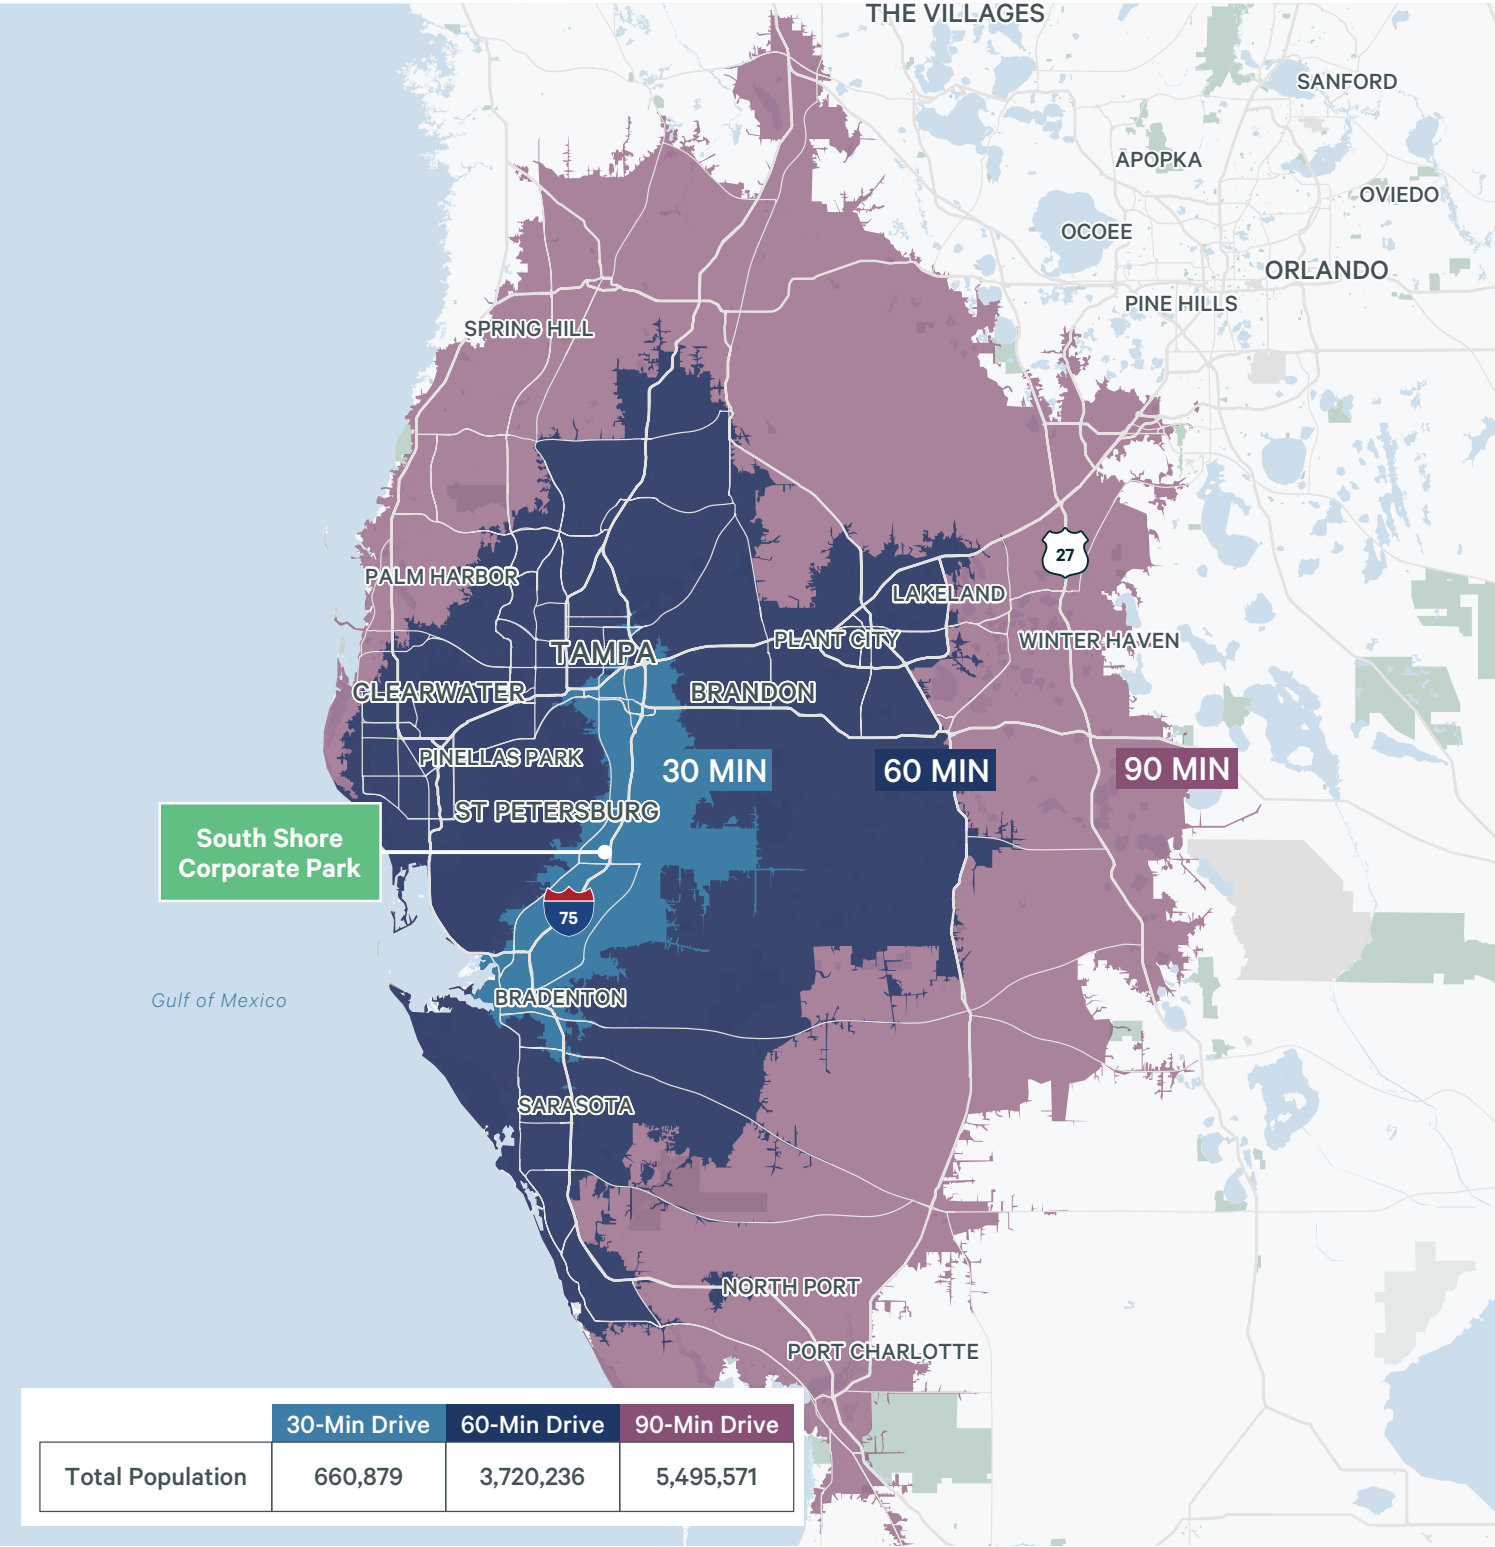 THE VILLAGES
SANFORD
APOPKA
OVIEDO
OCOEE
ORLANDO
PINE HILLS
SPRING HILL
27
PALM HARBOR
LAKELAND
TAMPA
PLANT CITY
WINTER HAVEN
CLEARWATER
BRANDON
PINELLAS PARK
30 MIN
60 MIN
90 MIN
ST PETERSBURG
South Shore
Corporate Park
75
Gulf of Mexico
BRADENTON
SARASOTA
NORTH PORT
PORT CHARLOTTE
30-Min Drive 60-Min Drive 90-Min Drive
Total Population 660,879 3,720,236 5,495,571